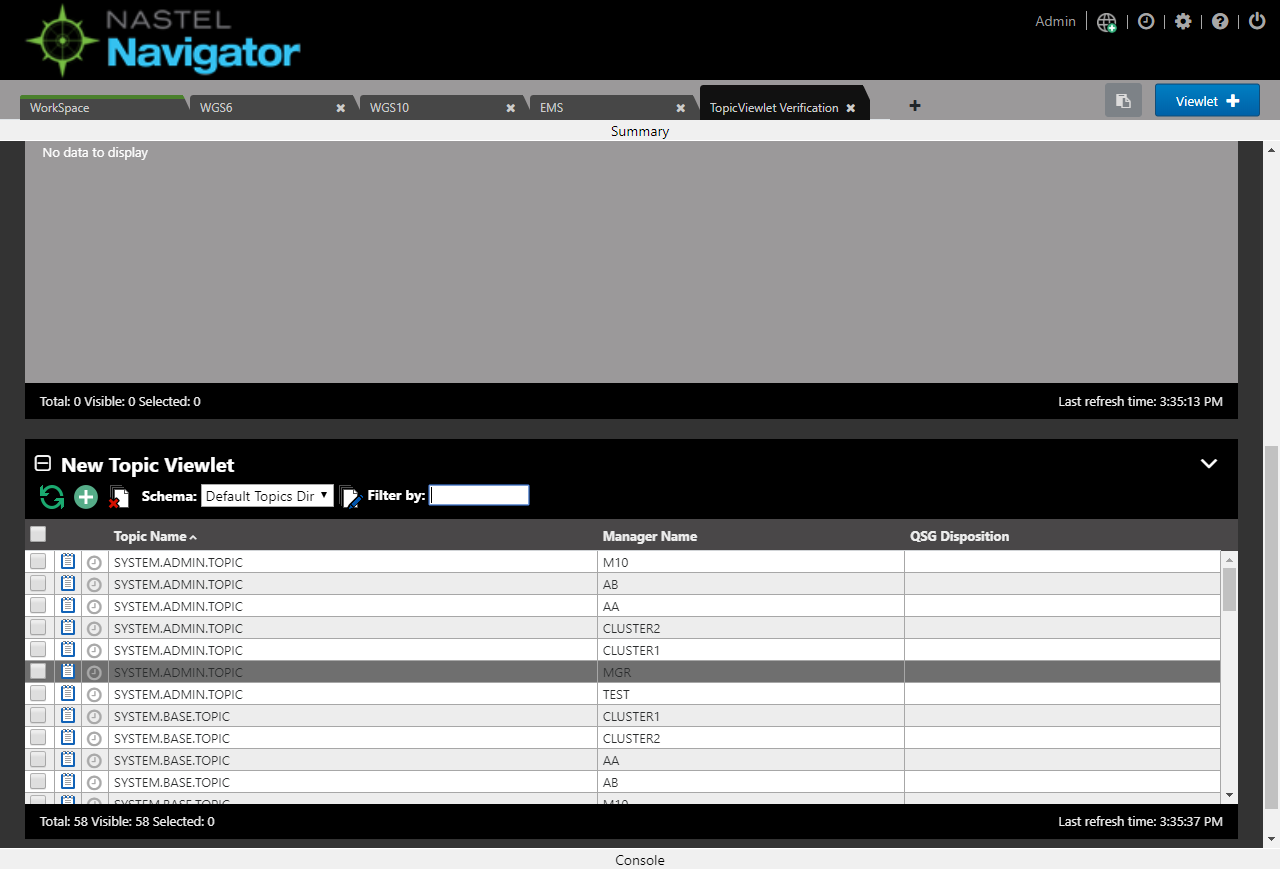 NASTEL
Navigator
Admin
WorkSpace
WGS6
WGS10
EMS
TopicViewlet Verification
Viewlet
Summary
No data to display
Total: 0 Visible: 0 Selected: 0
Last refresh time: 3:35:13 PM
New Topic Viewlet
Schema: Default Topics Dir Filter by:
Topic Name Manager Name QSG Disposition
SYSTEM.ADMIN.TOPIC M10
SYSTEM.ADMIN.TOPIC AB
SYSTEM.ADMIN.TOPIC AA
SYSTEM.ADMIN.TOPIC CLUSTER2
SYSTEM.ADMIN.TOPIC CLUSTER1
SYSTEM.ADMIN.TOPIC MGR
SYSTEM.ADMIN.TOPIC TEST
SYSTEM.BASE.TOPIC CLUSTER1
SYSTEM.BASE.TOPIC CLUSTER2
SYSTEM.BASE.TOPIC AA
SYSTEM.BASE.TOPIC AB
SYSTEM.BASE.TOPIC M10
Total: 58 Visible: 58 Selected: 0
Last refresh time: 3:35:37 PM
Console